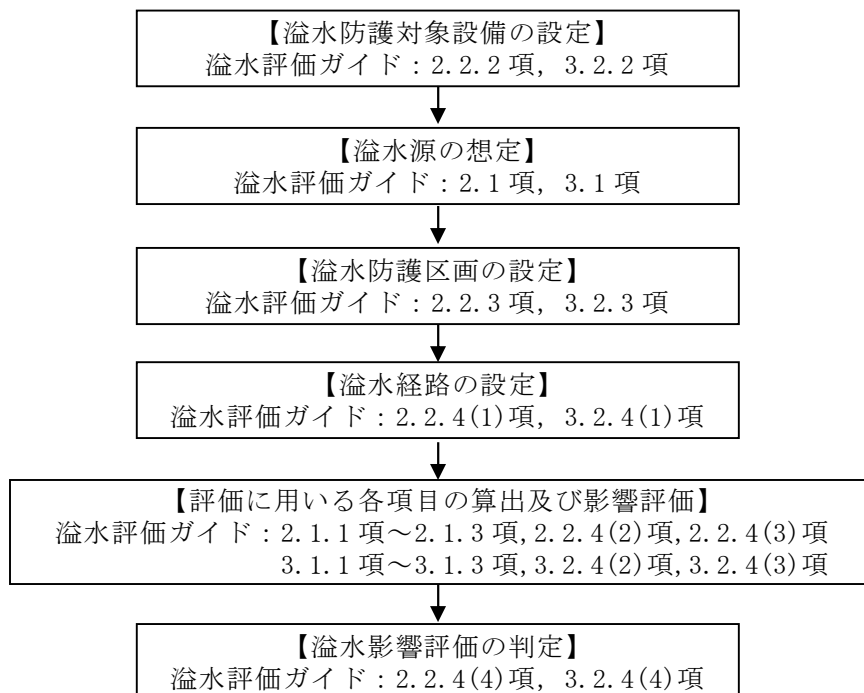 【溢水防護対象設備の設定】
溢水評価ガイド：2.2.2 項, 3.2.2 項
【溢水源の想定】
溢水評価ガイド：2.1 項, 3.1 項
【溢水防護区画の設定】
溢水評価ガイド：2.2.3 項, 3.2.3 項
【溢水経路の設定】
溢水評価ガイド：2.2.4(1)項, 3.2.4(1)項
【評価に用いる各項目の算出及び影響評価】
溢水評価ガイド：2.1.1 項～2.1.3 項,2.2.4(2)項,2.2.4(3)項
3.1.1 項～3.1.3 項,3.2.4(2)項,3.2.4(3)項
【溢水影響評価の判定】
溢水評価ガイド：2.2.4(4)項, 3.2.4(4)項